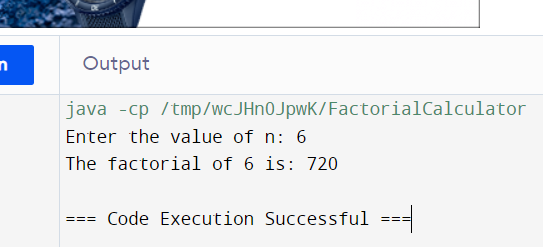 n
Output
java -cp /tmp/wcJHnOJpwK/FactorialCalculator
Enter the value of n: 6
The factorial of 6 is: 720
=== Code Execution Successful ===